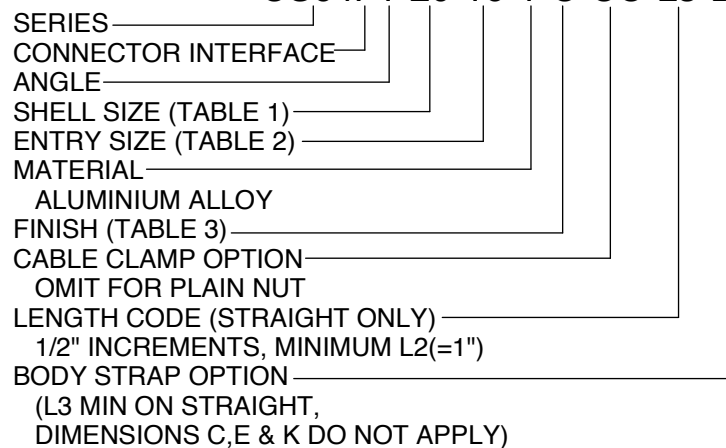 SERIES
CONNECTOR INTERFACE
ANGLE
SHELL SIZE (TABLE 1)
ENTRY SIZE (TABLE 2)
MATERIAL
ALUMINIUM ALLOY
FINISH (TABLE 3)
CABLE CLAMP OPTION
OMIT FOR PLAIN NUT
LENGTH CODE (STRAIGHT ONLY)
1/2" INCREMENTS, MINIMUM L2(=1")
BODY STRAP OPTION
(L3 MIN ON STRAIGHT,
DIMENSIONS C,E & K DO NOT APPLY)